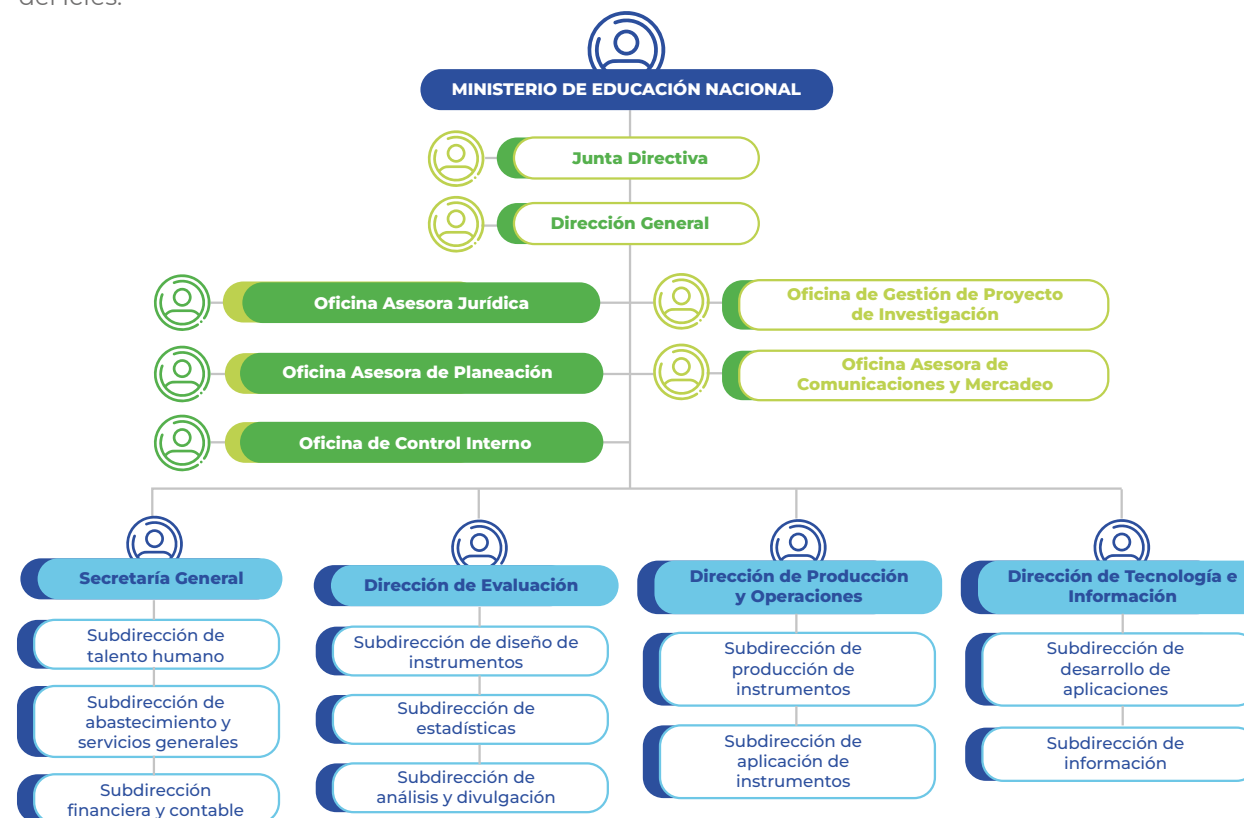 del Icfes.
MINISTERIO DE EDUCACIÓN NACIONAL
Junta Directiva
Dirección General
Oficina Asesora Jurídica
Oficina de Gestión de Proyecto
de Investigación
Oficina Asesora de Planeación
Oficina Asesora de
Comunicaciones y Mercadeo
Oficina de Control Interno
Secretaría General
Subdirección de
talento humano
Subdirección de
abastecimiento y
servicios generales
Subdirección
financiera y contable
Dirección de Evaluación
Subdirección de diseño de
instrumentos
Subdirección de
estadísticas
Subdirección de
análisis y divulgación
Dirección de Producción
y Operaciones
Subdirección de
producción de
instrumentos
Subdirección de
aplicación de
instrumentos
Dirección de Tecnología e
Información
Subdirección de
desarrollo de
aplicaciones
Subdirección de
información